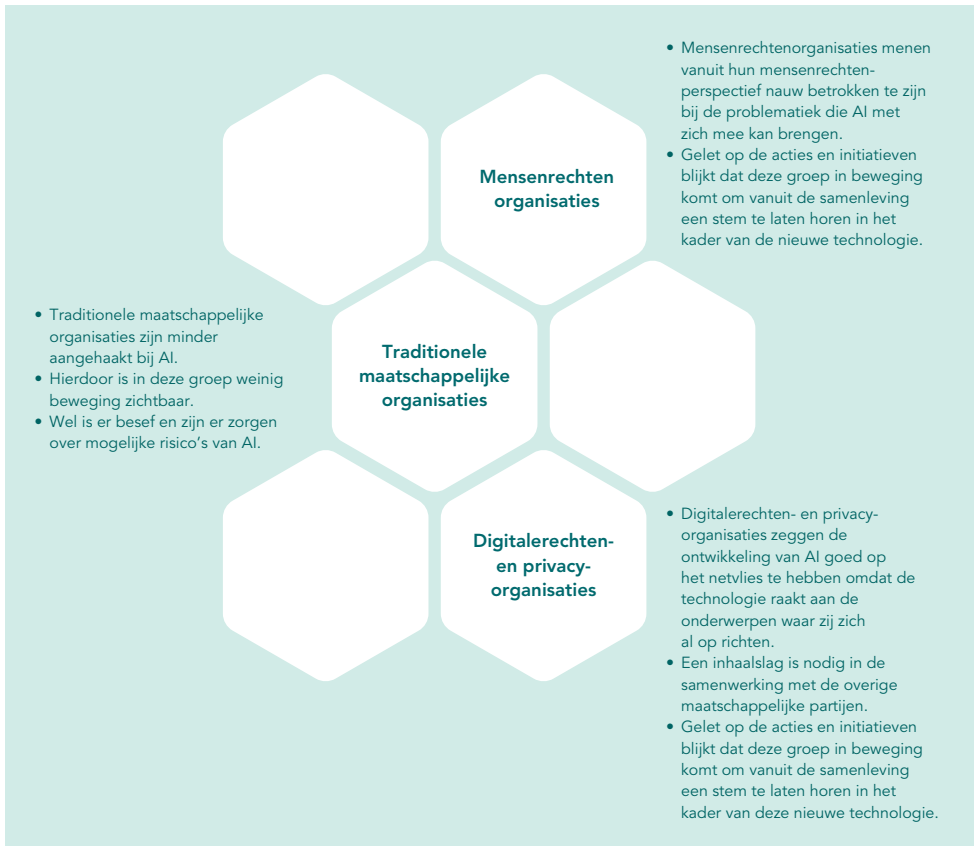 • Mensenrechtenorganisaties menen
vanuit hun mensenrechten-
perspectief nauw betrokken te zijn
bij de problematiek die AI met
zich mee kan brengen.
• Gelet op de acties en initiatieven
blijkt dat deze groep in beweging
komt om vanuit de samenleving
een stem te laten horen in het
kader van de nieuwe technologie.
Mensenrechten
organisaties
• Traditionele maatschappelijke
organisaties zijn minder
aangehaakt bij AI.
• Hierdoor is in deze groep weinig
beweging zichtbaar.
• Wel is er besef en zijn er zorgen
over mogelijke risico’s van AI.
Traditionele
maatschappelijke
organisaties
Digitalerechten-
en privacy-
organisaties
• Digitalerechten- en privacy-
organisaties zeggen de
ontwikkeling van AI goed op
het netvlies te hebben omdat de
technologie raakt aan de
onderwerpen waar zij zich
al op richten.
• Een inhaalslag is nodig in de
samenwerking met de overige
maatschappelijke partijen.
• Gelet op de acties en initiatieven
blijkt dat deze groep in beweging
komt om vanuit de samenleving
een stem te laten horen in het
kader van deze nieuwe technologie.